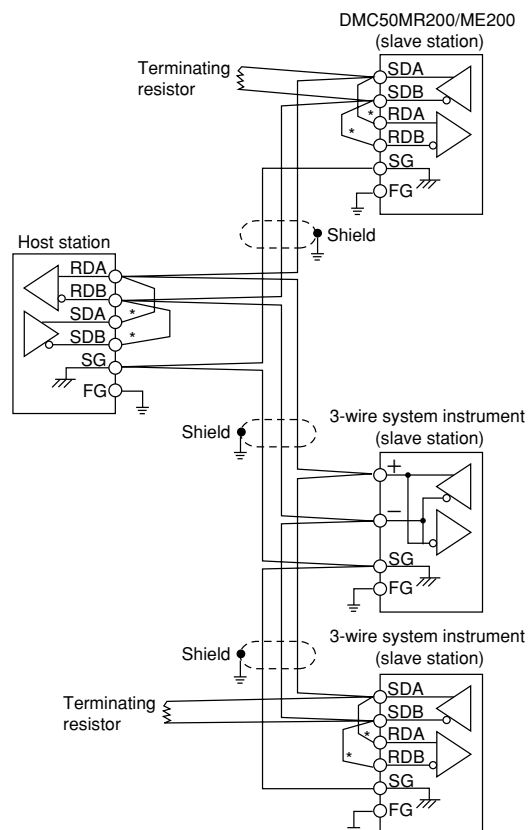 DMC50MR200/ME200
(slave station)
Terminating
resistor
SDA
SDB
*
RDA
*
RDB
SG
FG
Shield
Host station
RDA
RDB
SDA
*
SDB
*
SG
FG
3-wire system instrument
(slave station)
Shield
+
−
SG
FG
3-wire system instrument
(slave station)
Shield
Terminating
resistor
SDA
SDB
*
RDA
*
RDB
SG
FG